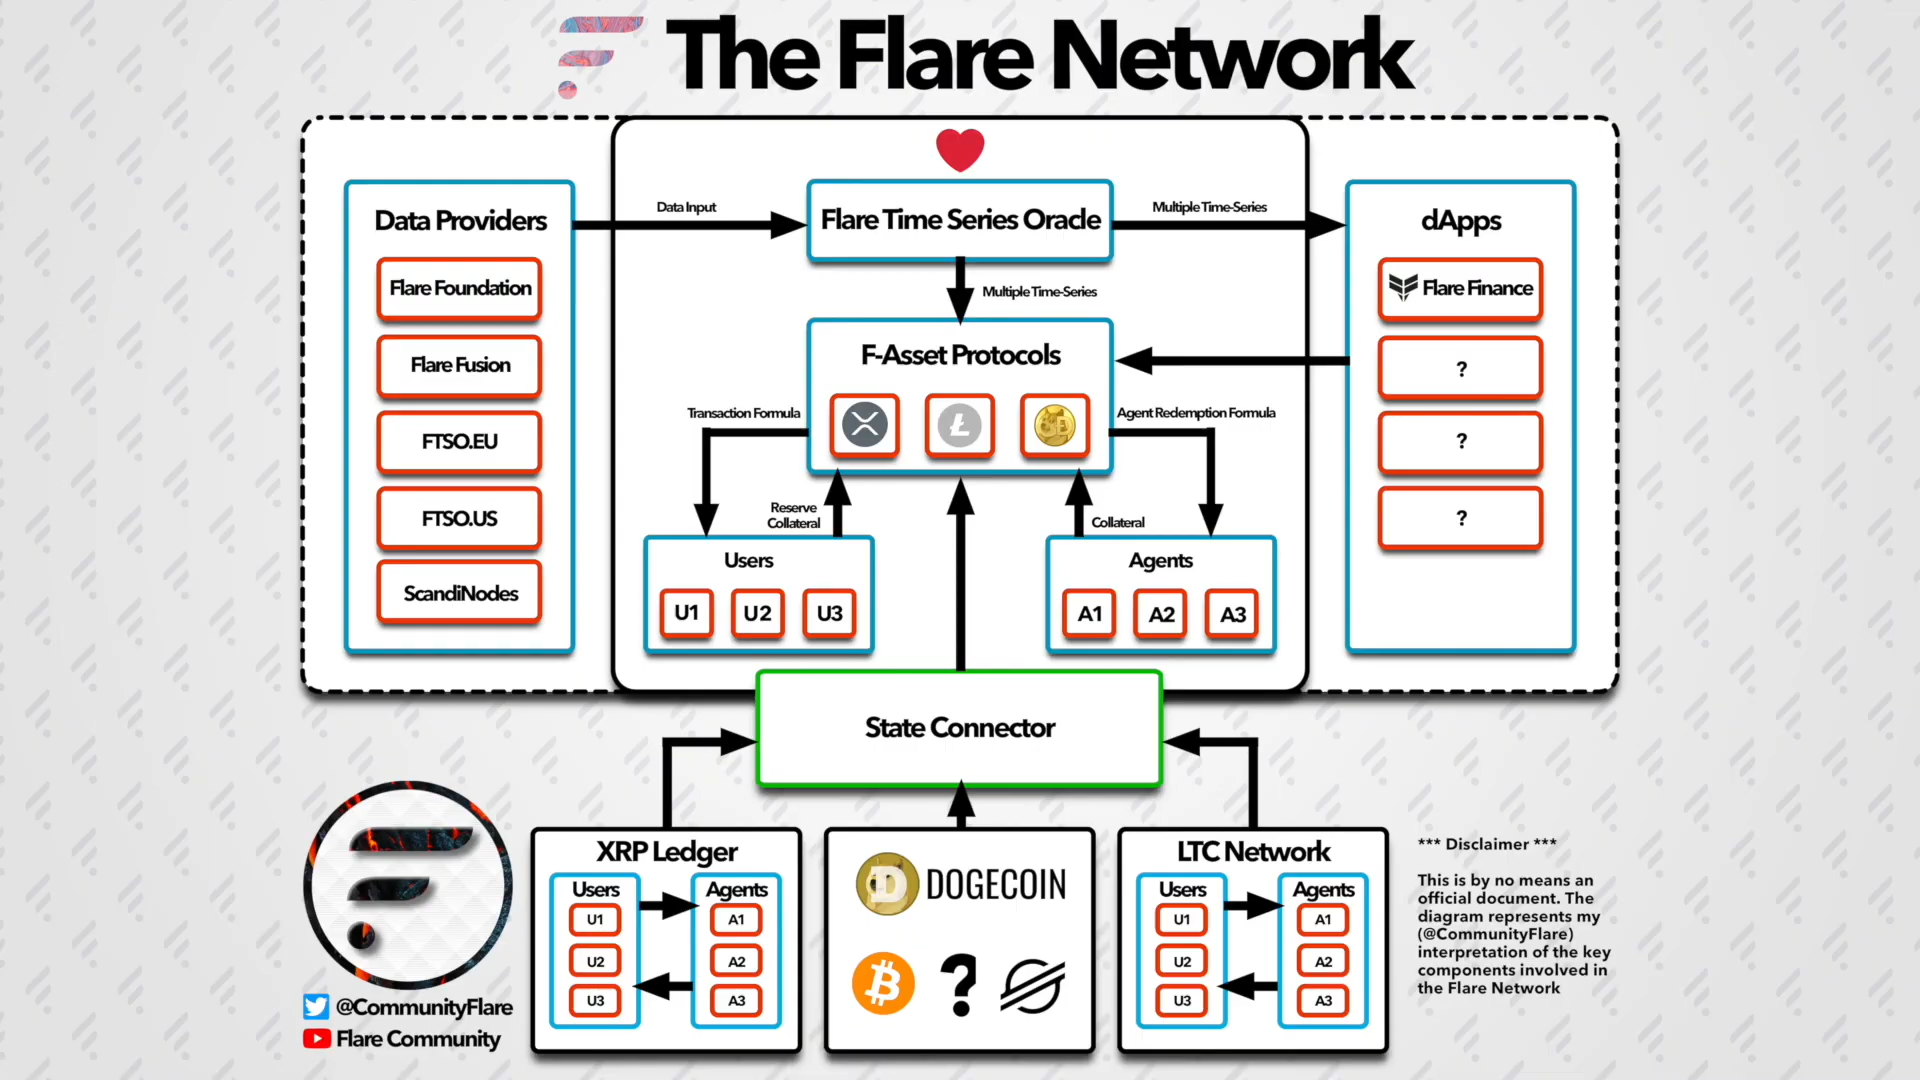 The Flare Network
Data Providers
Flare Foundation
Flare Fusion
FTSO.EU
FTSO.US
ScandiNodes
Data Input
Flare Time Series Oracle
Multiple Time-Series
Multiple Time-Series
dApps
Flare Finance
?
?
?
F-Asset Protocols
Transaction Formula
Agent Redemption Formula
Reserve
Collateral
Collateral
Users
U1 U2 U3
Agents
A1 A2 A3
State Connector
XRP Ledger
Users Agents
U1 A1
U2 A2
U3 A3
DOGECOIN
?
LTC Network
Users Agents
U1 A1
U2 A2
U3 A3
@CommunityFlare
Flare Community
*** Disclaimer ***
This is by no means an
official document. The
diagram represents my
(@CommunityFlare)
interpretation of the key
components involved in
the Flare Network